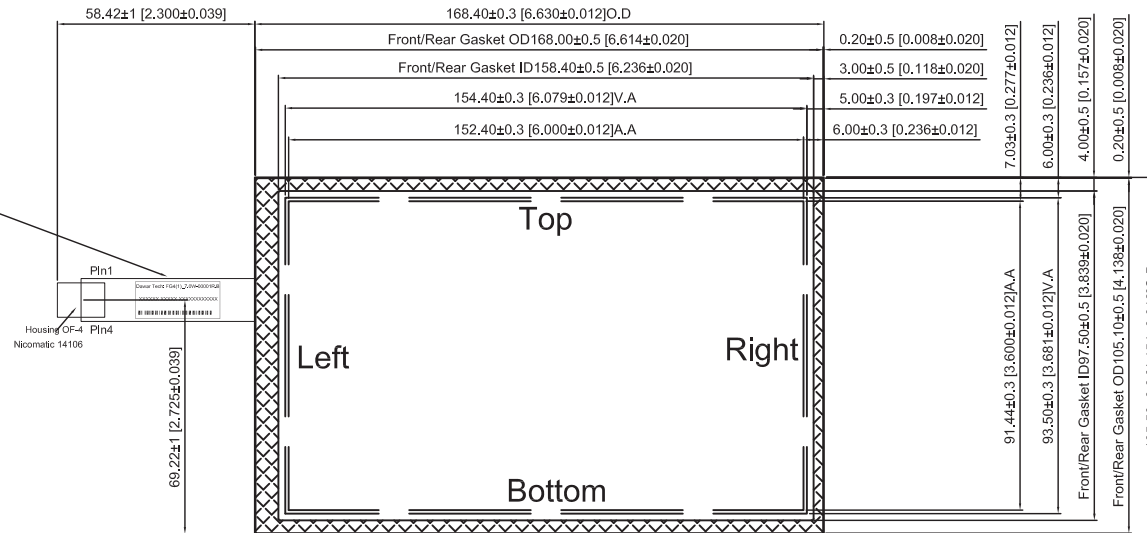 58.42±1 [2.300±0.039]
168.40±0.3 [6.630±0.012]O.D
Front/Rear Gasket OD168.00±0.5 [6,614±0.020]
0.20±0.5 [0.008±0.020]
Front/Rear Gasket ID158.40±0.5 [6.236±0.020]
3.00±0.5 [0.118±0.020]
154.40±0.3 [6.079±0.012]V.A
5.00±0.3 [0.197±0.012]
152.40±0.3 [6.000±0.012]A.A
6.00±0.3 [0.236±0.012]
7.03±0.3 [0.277±0.012]
6.00±0.3 [0.236±0.012]
4.00±0.5 [0.157±0.020]
0.20±0.5 [0.008±0.020]
Top
PIn1
PIn4
Housing OF-4
Nicomatic 14106
Left
Right
Bottom
69.22±1 [2.725±0.039]
91.44±0.3 [3.600±0.012]A.A
93.50±0.3 [3.681±0.012]V.A
Front/Rear Gasket ID97.50±0.5 [3.839±0.020]
Front/Rear Gasket OD105.10±0.5 [4.138±0.020]